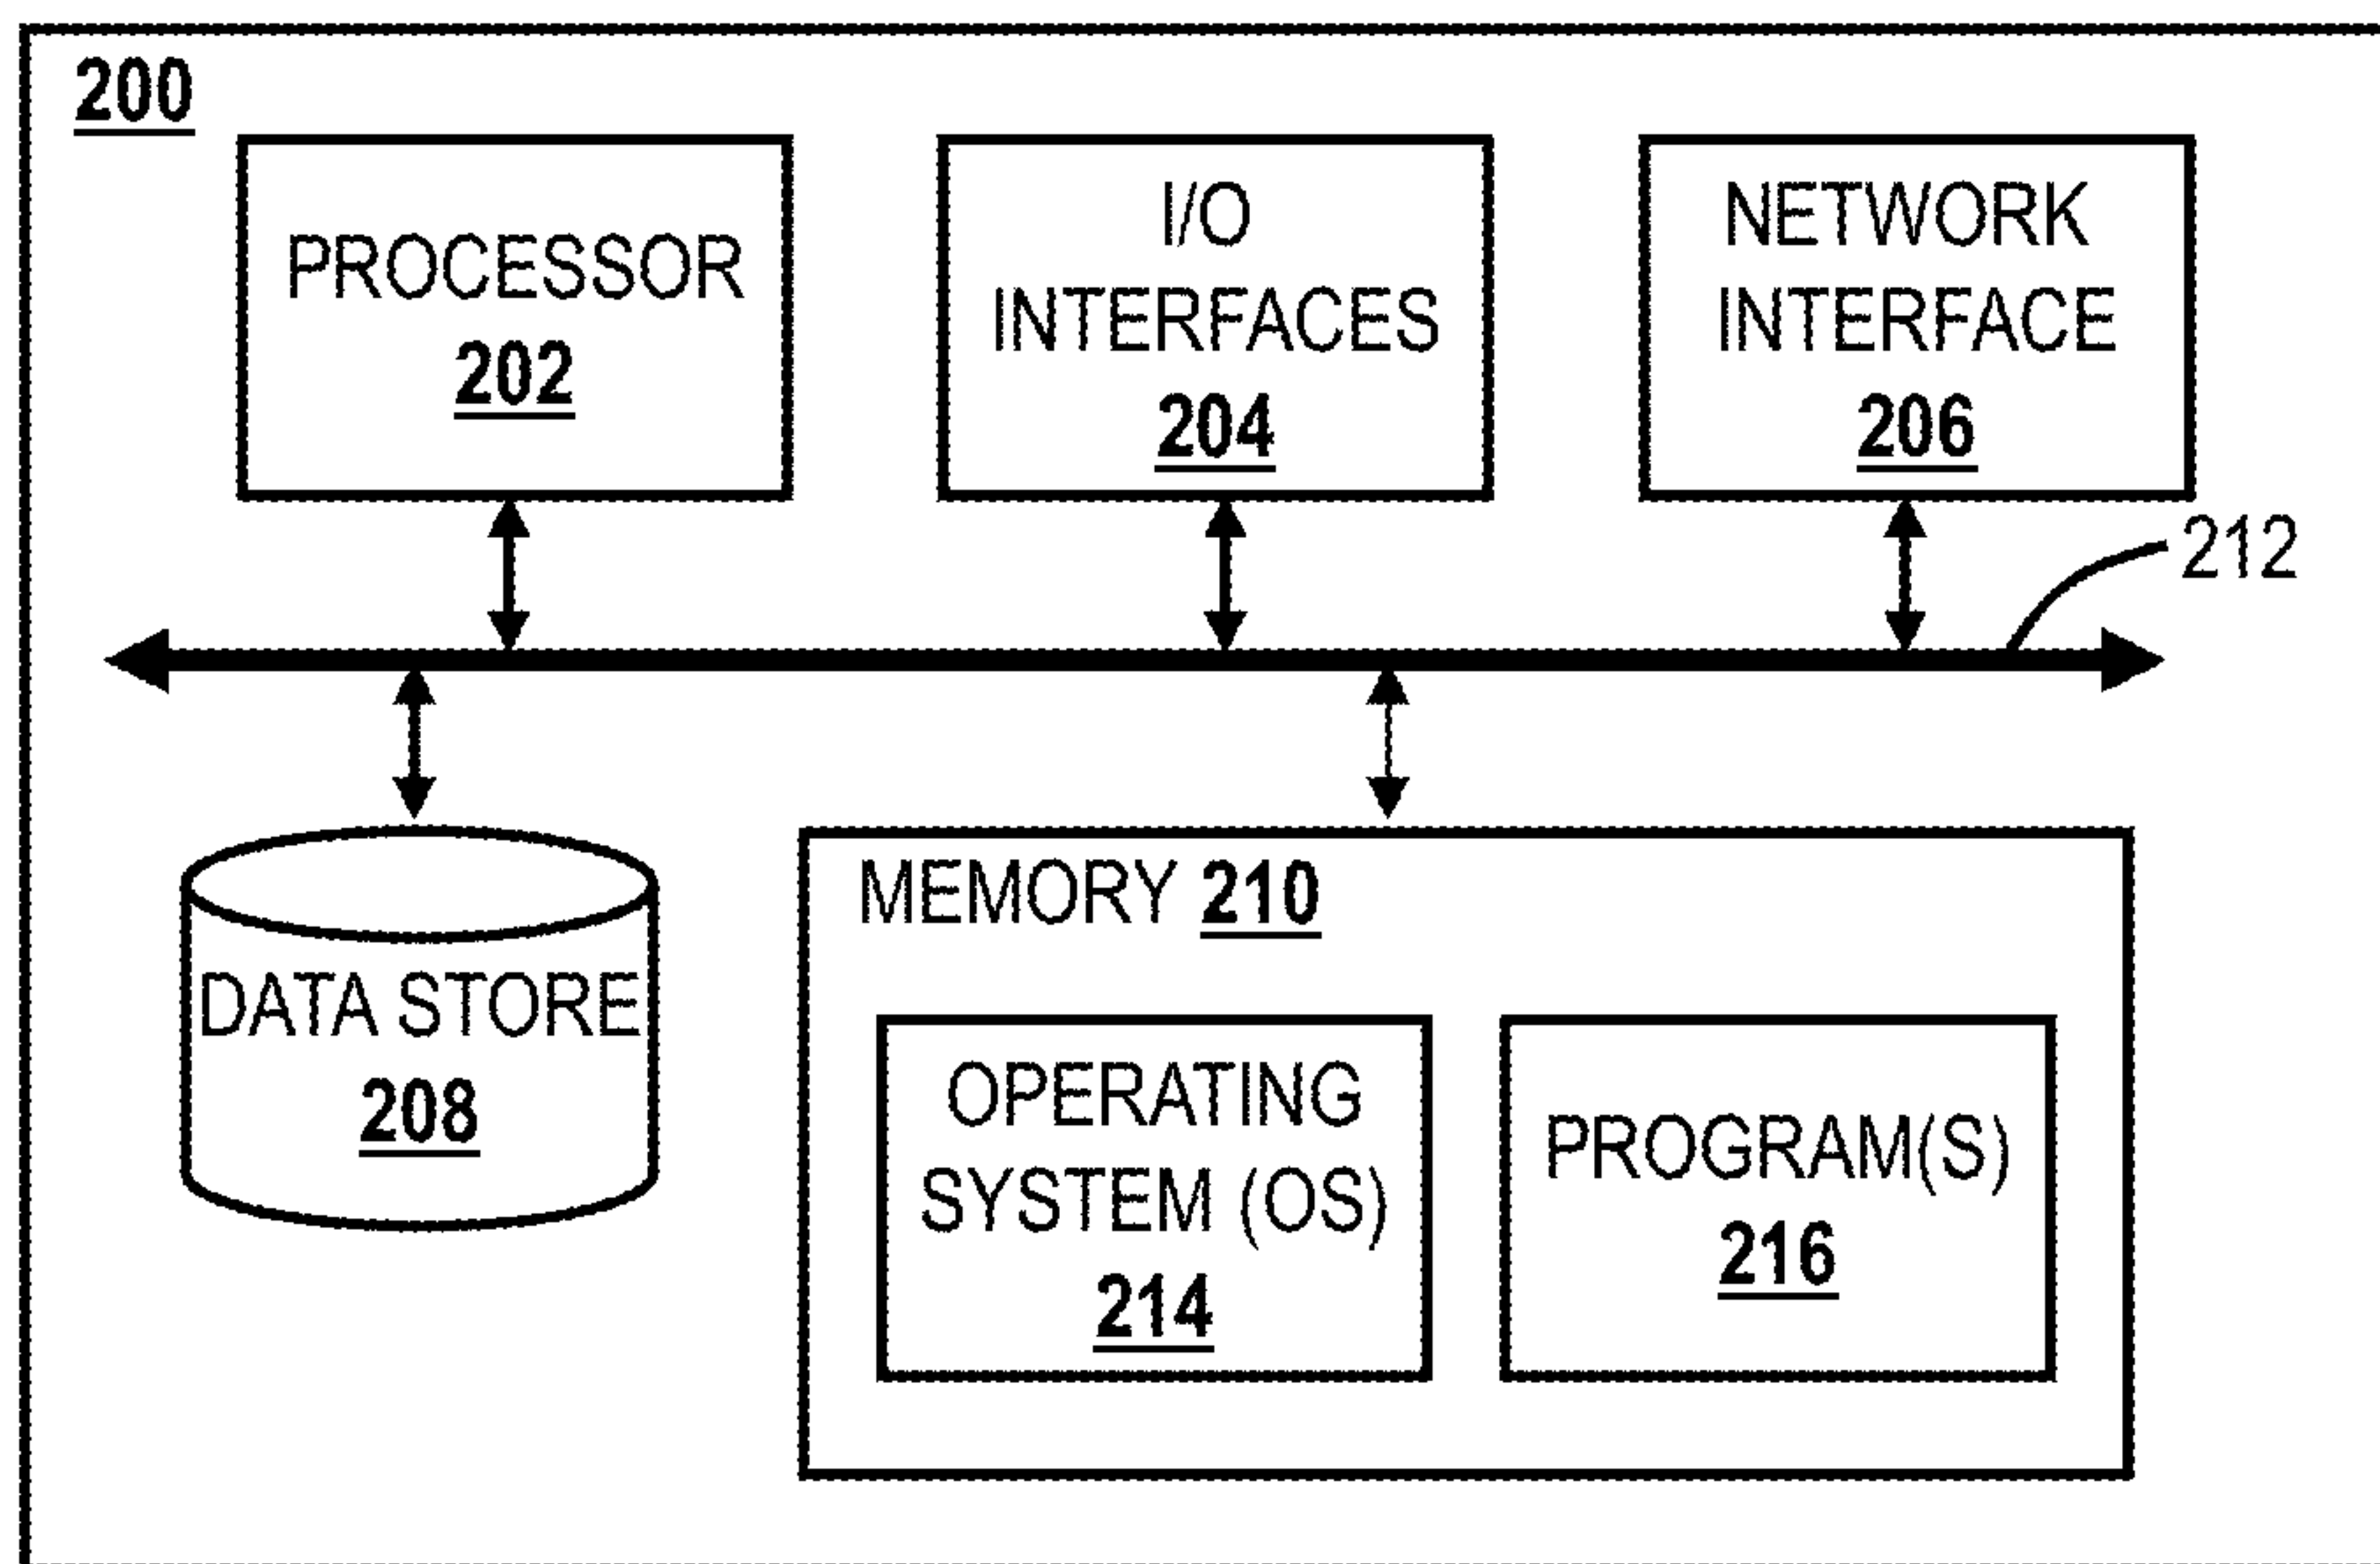 200
PROCESSOR
202
I/O
INTERFACES
204
NETWORK
INTERFACE
206
212
DATA STORE
208
MEMORY 210
OPERATING
SYSTEM (OS)
214
PROGRAM(S)
216